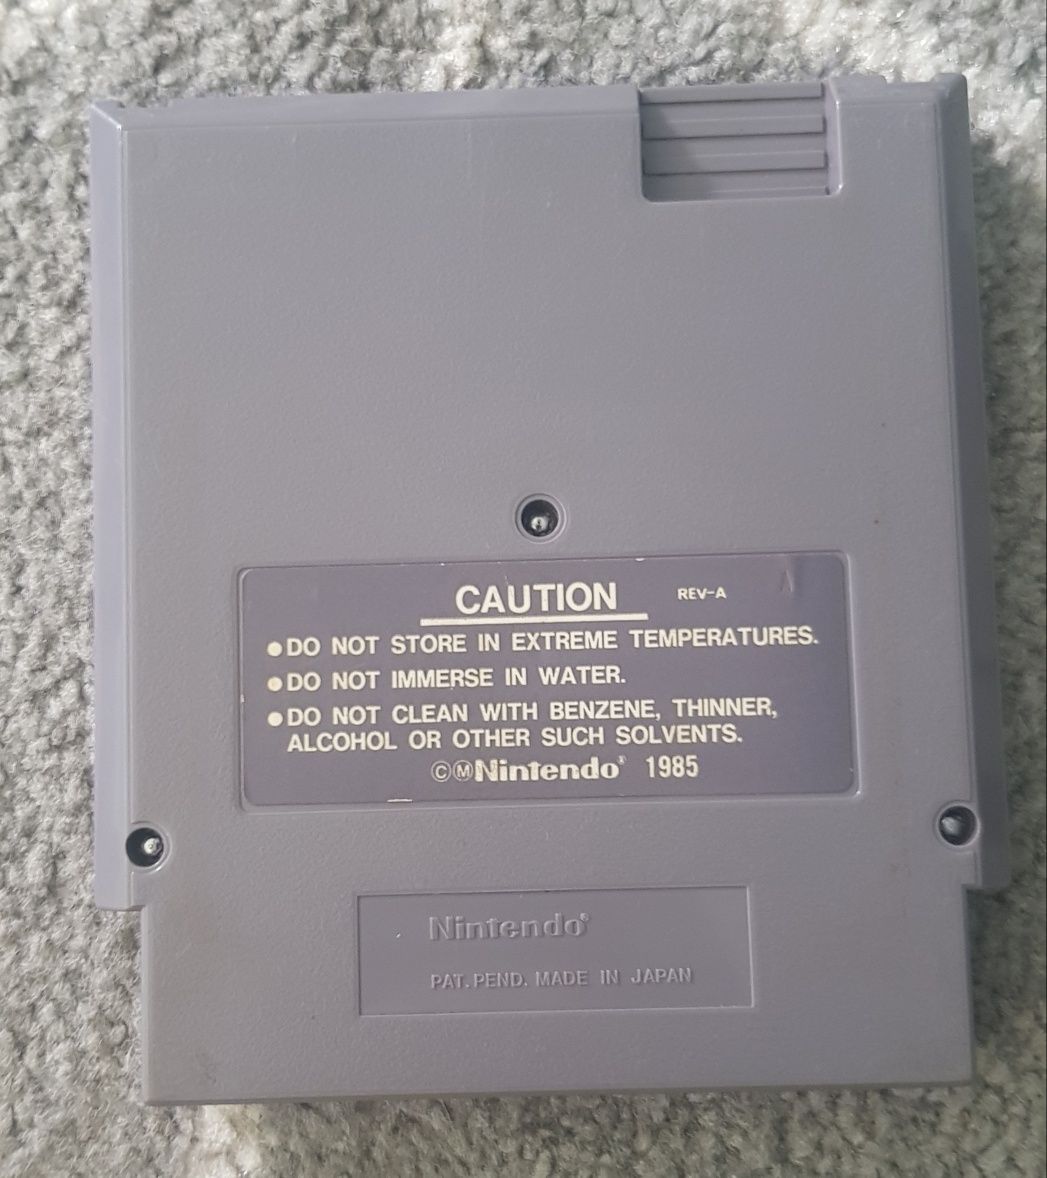 CAUTION REV-A
●DO NOT STORE IN EXTREME TEMPERATURES.
●DO NOT IMMERSE IN WATER.
●DO NOT CLEAN WITH BENZENE, THINNER,
ALCOHOL OR OTHER SUCH SOLVENTS.
ⒸⓂNintendo® 1985
Nintendo®
PAT. PEND. MADE IN JAPAN